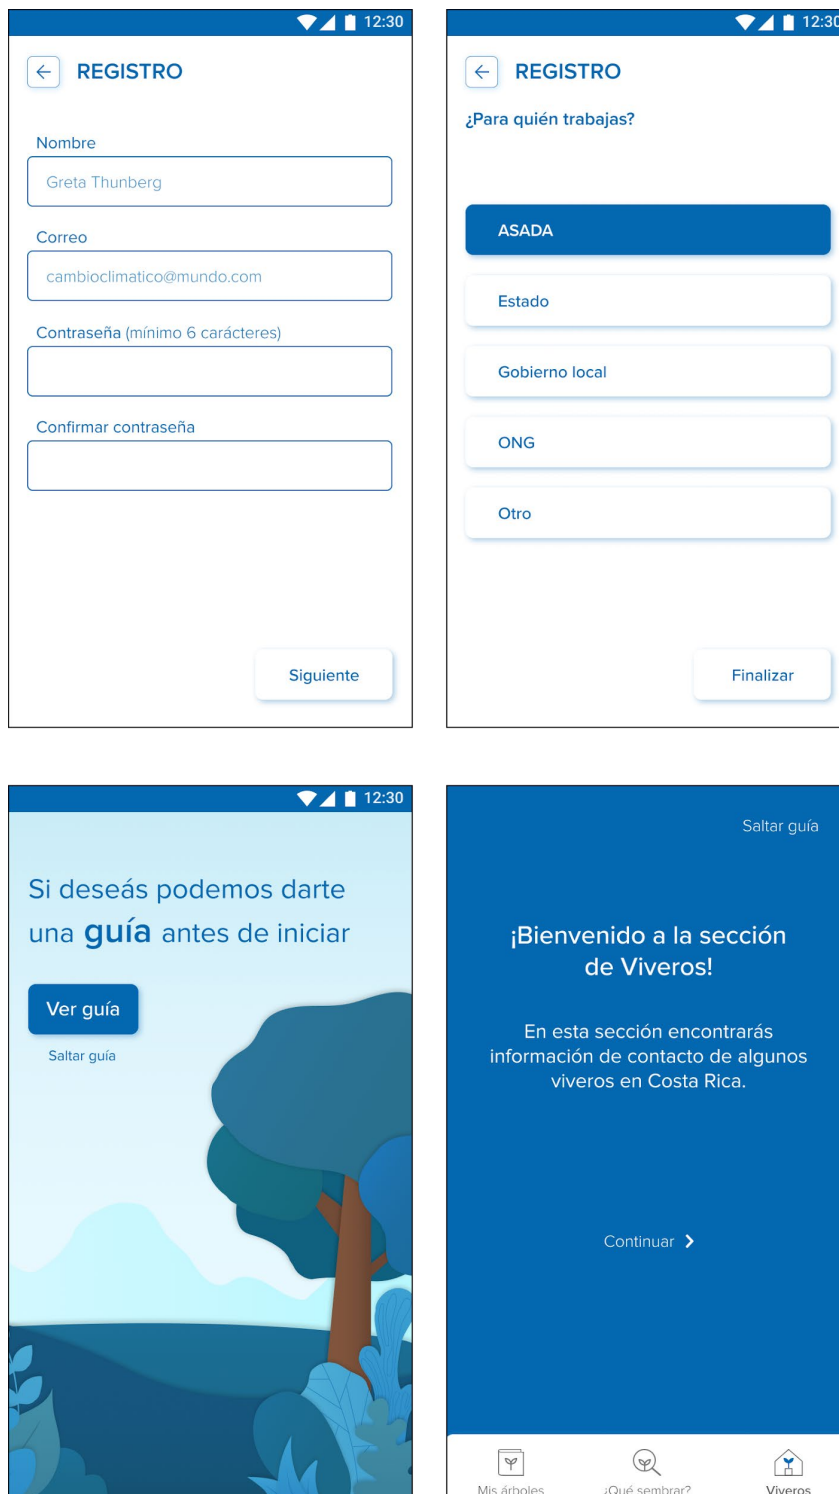 12:30
REGISTRO
Nombre
Greta Thunberg
Correo
cambioclimatico@mundo.com
Contraseña (mínimo 6 carácteres)
Confirmar contraseña
Siguiente
12:30
REGISTRO
¿Para quién trabajas?
ASADA
Estado
Gobierno local
ONG
Otro
Finalizar
12:30
Si deseás podemos darte
una guía antes de iniciar
Ver guía
Saltar guía
Saltar guía
¡Bienvenido a la sección
de Viveros!
En esta sección encontrarás
información de contacto de algunos
viveros en Costa Rica.
Continuar
Mis árboles ¿Qué sembrar? Viveros